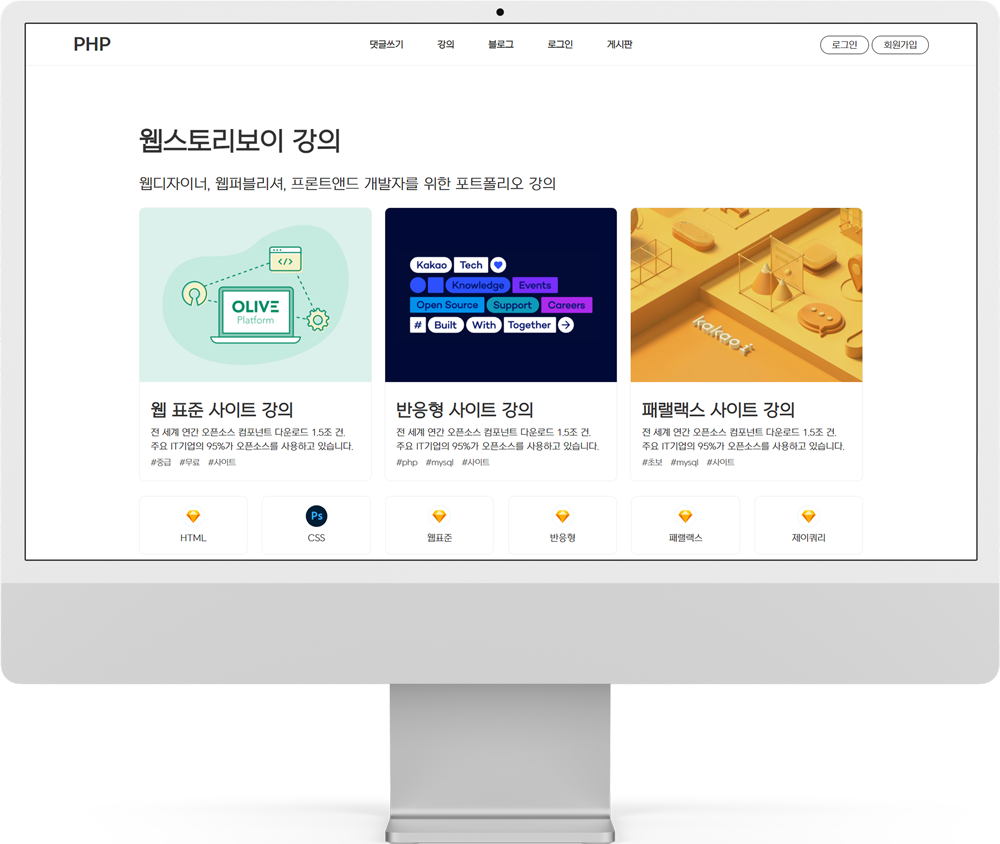 PHP
댓글쓰기 강의 블로그 로그인 게시판
로그인 회원가입
웹스토리보이 강의
웹디자이너, 웹퍼블리셔, 프론트앤드 개발자를 위한 포트폴리오 강의
OLIVE
Platform
</>
Kakao Tech
Knowledge Events
Open Source Support Careers
# Built With Together →
kakao.i
웹 표준 사이트 강의
전 세계 연간 오픈소스 컴포넌트 다운로드 1.5조 건.
주요 IT기업의 95%가 오픈소스를 사용하고 있습니다.
#중급 #무료 #사이트
반응형 사이트 강의
전 세계 연간 오픈소스 컴포넌트 다운로드 1.5조 건.
주요 IT기업의 95%가 오픈소스를 사용하고 있습니다.
#php #mysql #사이트
패랠랙스 사이트 강의
전 세계 연간 오픈소스 컴포넌트 다운로드 1.5조 건.
주요 IT기업의 95%가 오픈소스를 사용하고 있습니다.
#초보 #mysql #사이트
HTML
Ps
CSS
웹표준
반응형
패랠랙스
제이쿼리